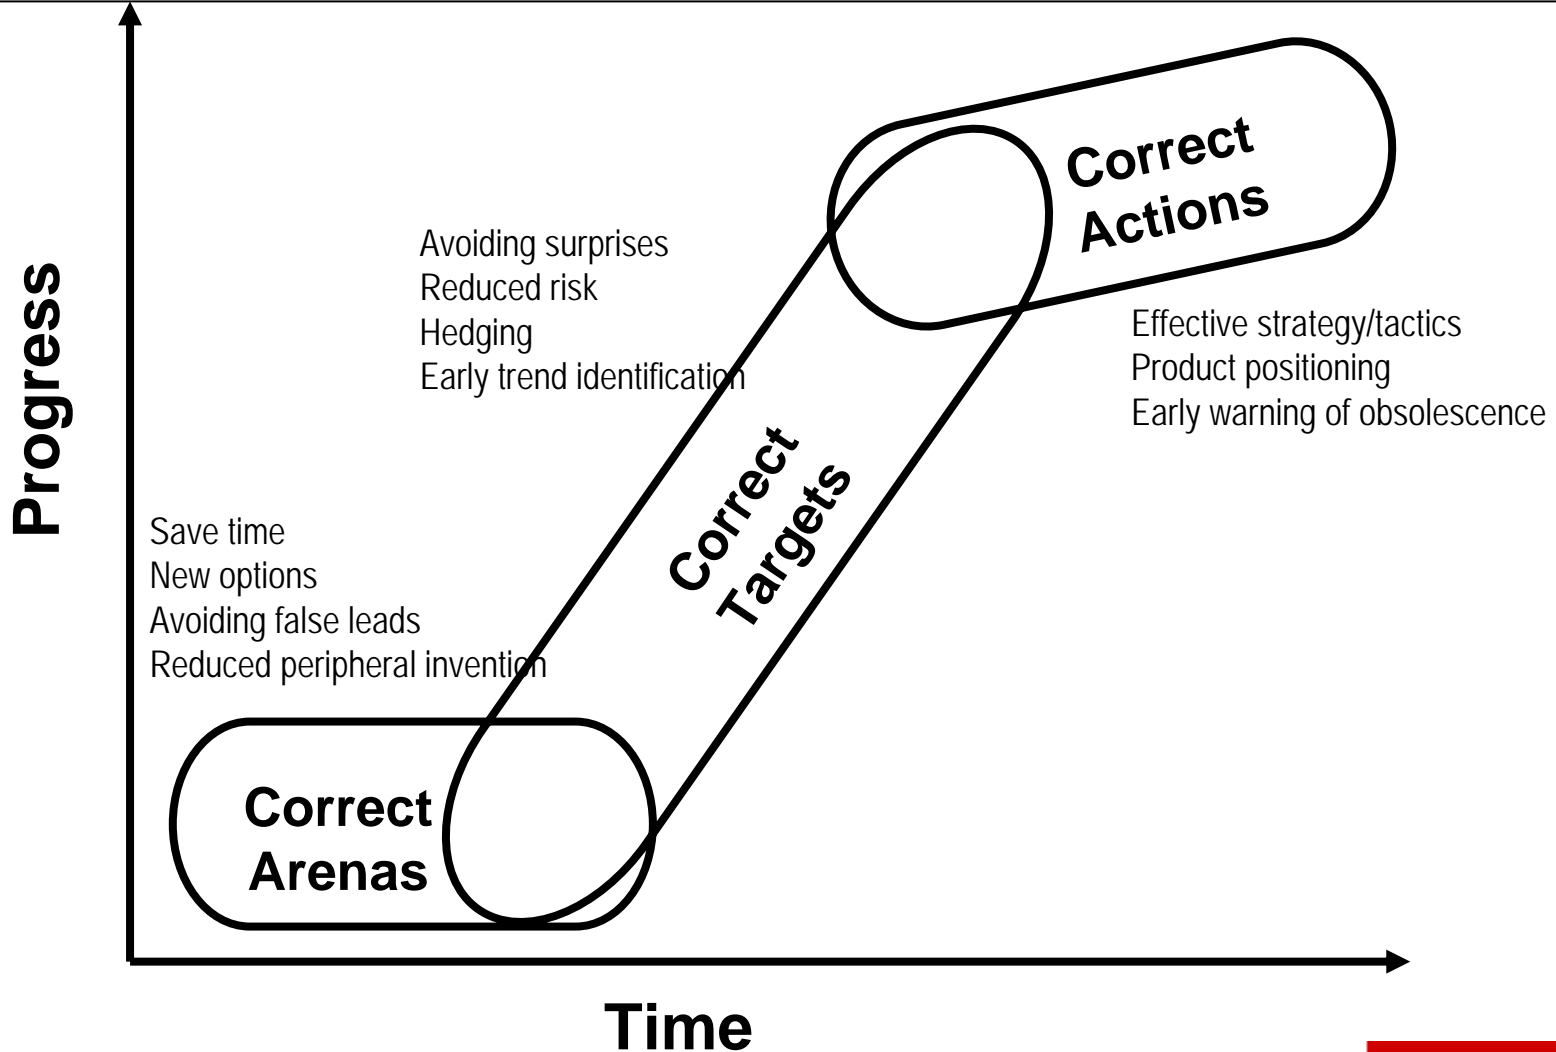 Progress
Avoiding surprises
Reduced risk
Hedging
Early trend identification
Save time
New options
Avoiding false leads
Reduced peripheral invention
Correct
Arenas
Correct
Targets
Correct
Actions
Effective strategy/tactics
Product positioning
Early warning of obsolescence
Time